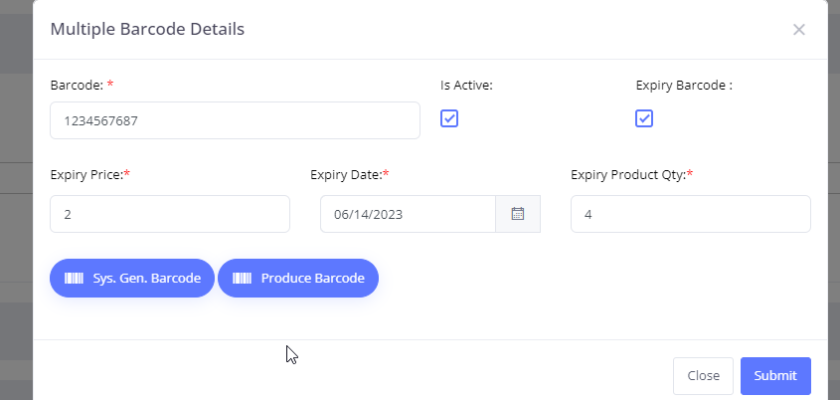 Multiple Barcode Details
Barcode: *
Is Active:
Expiry Barcode :
1234567687
Expiry Price:*
Expiry Date:*
Expiry Product Qty:*
2
06/14/2023
4
Sys. Gen. Barcode
Produce Barcode
Close
Submit